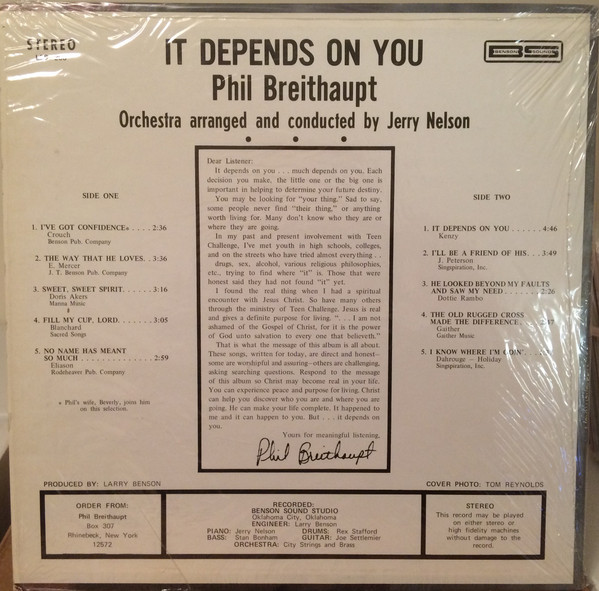 STEREO
IT DEPENDS ON YOU
BENSON SOUND
Phil Breithaupt
Orchestra arranged and conducted by Jerry Nelson
SIDE ONE
1. I'VE GOT CONFIDENCE* . . . . 2:36
Crouch
Benson Pub. Company
2. THE WAY THAT HE LOVES. . 3:36
E. Mercer
J. T. Benson Pub. Company
3. SWEET, SWEET SPIRIT. . . . . 3:16
Doris Akers
Manna Music
*
4. FILL MY CUP, LORD. . . . . . 3:05
Blanchard
Sacred Songs
5. NO NAME HAS MEANT
SO MUCH . . . . . . . . . . . . . 2:59
Eliason
Rodeheaver Pub. Company
* Phil's wife, Beverly, joins him
on this selection.
Dear Listener:
It depends on you . . . much depends on you. Each
decision you make, the little one or the big one is
important in helping to determine your future destiny.
You may be looking for "your thing." Sad to say,
some people never find "their thing," or anything
worth living for. Many don't know who they are or
where they are going.
In my past and present involvement with Teen
Challenge, I've met youth in high schools, colleges,
and on the streets who have tried almost everything . .
drugs, sex, alcohol, various religious philosophies,
etc., trying to find where "it" is. Those that were
honest said they had not found "it" yet.
I found the real thing when I had a spiritual
encounter with Jesus Christ. So have many others
through the ministry of Teen Challenge. Jesus is real
and gives a definite purpose for living. ". . . I am not
ashamed of the Gospel of Christ, for it is the power
of God unto salvation to every one that believeth."
That is what the message of this album is all about.
These songs, written for today, are direct and honest—
some are worshipful and assuring—others are challenging,
asking searching questions. Respond to the message
of this album so Christ may become real in your life.
You can experience peace and purpose for living. Christ
can help you discover who you are and where you are
going. He can make your life complete. It happened to
me and it can happen to you. But . . . it depends on
you.
Yours for meaningful listening,
Phil Breithaupt
SIDE TWO
1. IT DEPENDS ON YOU . . . . . . 4:46
Kenzy
2. I'LL BE A FRIEND OF HIS. . . 3:49
J. Peterson
Singspiration, Inc.
3. HE LOOKED BEYOND MY FAULTS
AND SAW MY NEED . . . . . . . 2:26
Dottie Rambo
4. THE OLD RUGGED CROSS
MADE THE DIFFERENCE.
Gaither
Gaither Music
5. I KNOW WHERE I'M GOIN'.
Dahrouge — Holiday
Singspiration, Inc.
PRODUCED BY: LARRY BENSON
COVER PHOTO: TOM REYNOLDS
ORDER FROM:
Phil Breithaupt
Box 307
Rhinebeck, New York
12572
RECORDED:
BENSON SOUND STUDIO
Oklahoma City, Oklahoma
ENGINEER: Larry Benson
PIANO: Jerry Nelson DRUMS: Rex Stafford
BASS: Stan Bonham GUITAR: Joe Settlemier
ORCHESTRA: City Strings and Brass
STEREO
This record may be played
on either stereo or
high fidelity machines
without damage to the
record.